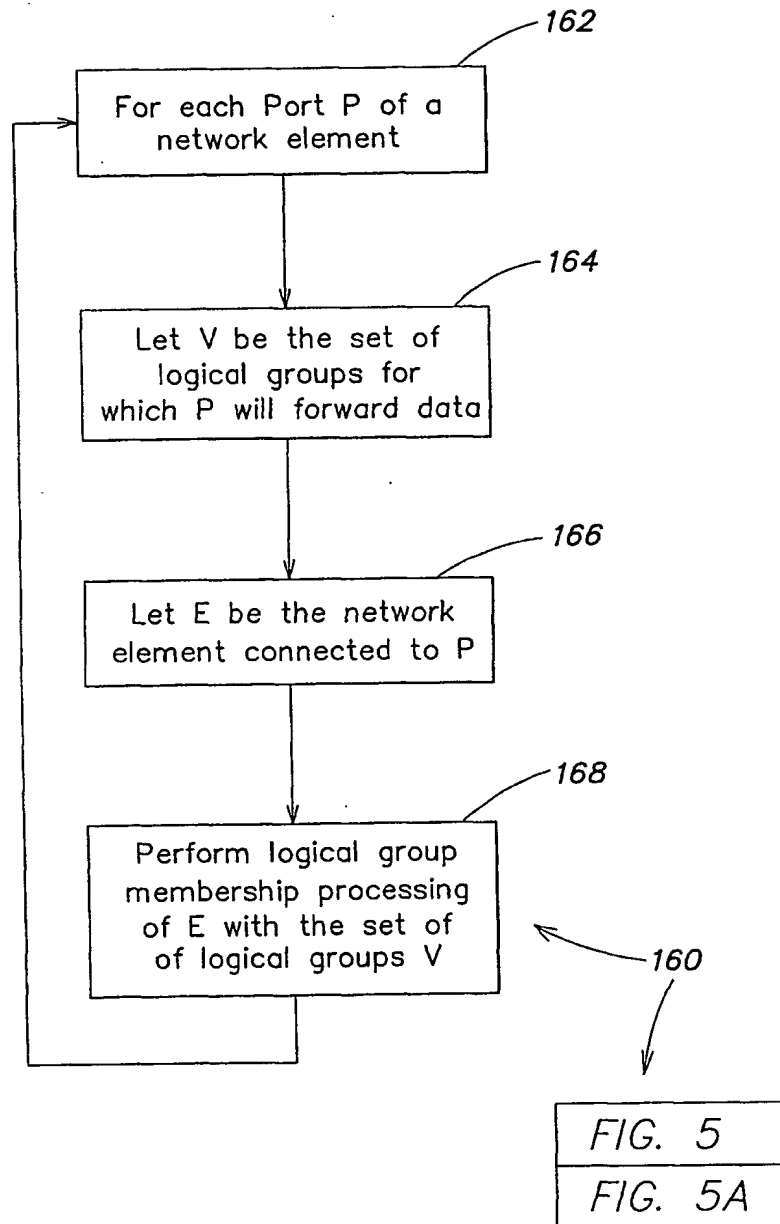 162
For each Port P of a
network element
164
Let V be the set of
logical groups for
which P will forward data
166
Let E be the network
element connected to P
168
Perform logical group
membership processing
of E with the set of
of logical groups V
160
FIG. 5
FIG. 5A